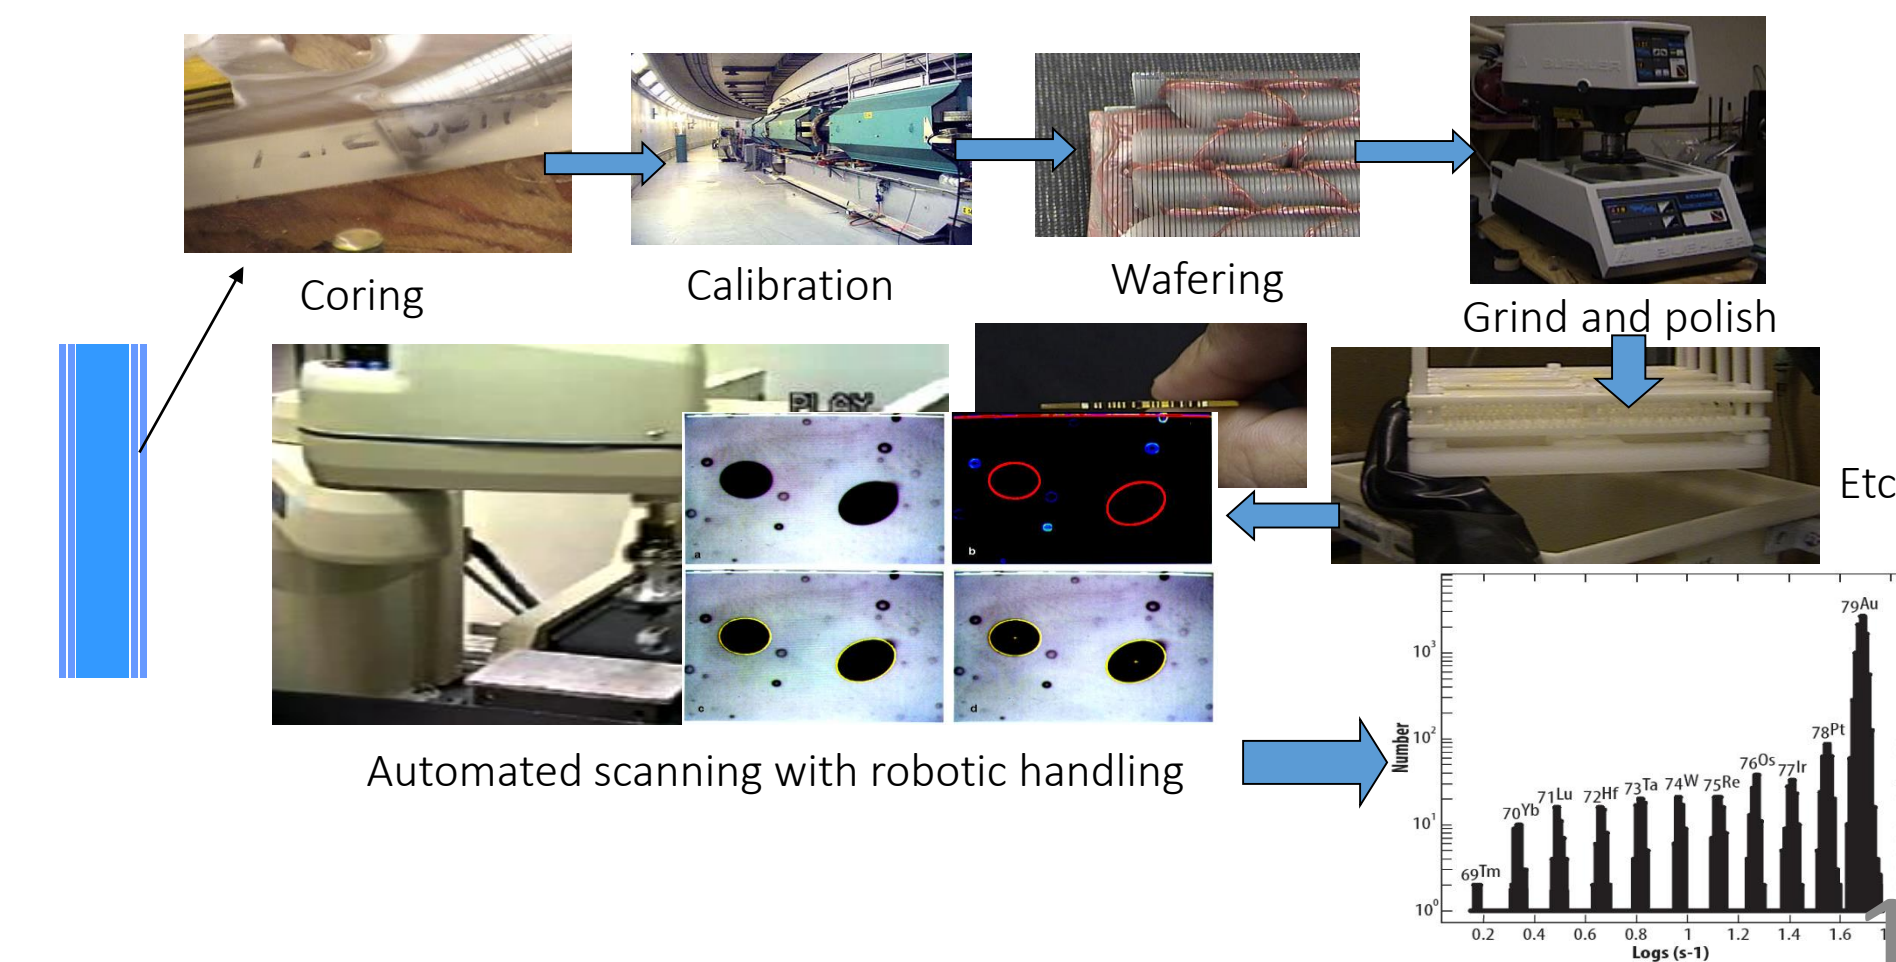 Coring
Calibration
Wafering
Grind and polish
Etc
PLAY
BUEHLER
a
b
c
d
Automated scanning with robotic handling
Number
10³
10²
10¹
10⁰
69Tm
70Yb
71Lu
72Hf
73Ta
74W
75Re
76Os
77Ir
78Pt
79Au
0.2 0.4 0.6 0.8 1 1.2 1.4 1.6
Logs (s-1)